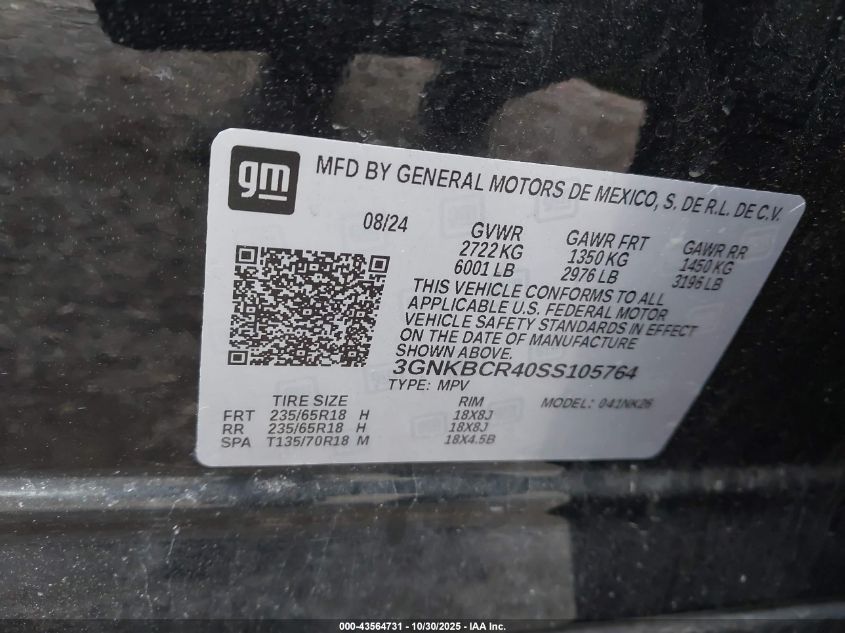 gm
MFD BY GENERAL MOTORS DE MEXICO, S. DE R.L. DE C.V.
08/24 GVWR GAWR FRT GAWR RR
2722 KG 1350 KG 1450 KG
6001 LB 2976 LB 3196 LB
THIS VEHICLE CONFORMS TO ALL
APPLICABLE U.S. FEDERAL MOTOR
VEHICLE SAFETY STANDARDS IN EFFECT
ON THE DATE OF MANUFACTURE
SHOWN ABOVE.
3GNKBCR40SS105764
TYPE: MPV MODEL: 041NK26
TIRE SIZE RIM
FRT 235/65R18 H 18X8J
RR 235/65R18 H 18X8J
SPA T135/70R18 M 18X4.5B
000-43564731 - 10/30/2025 - IAA Inc.